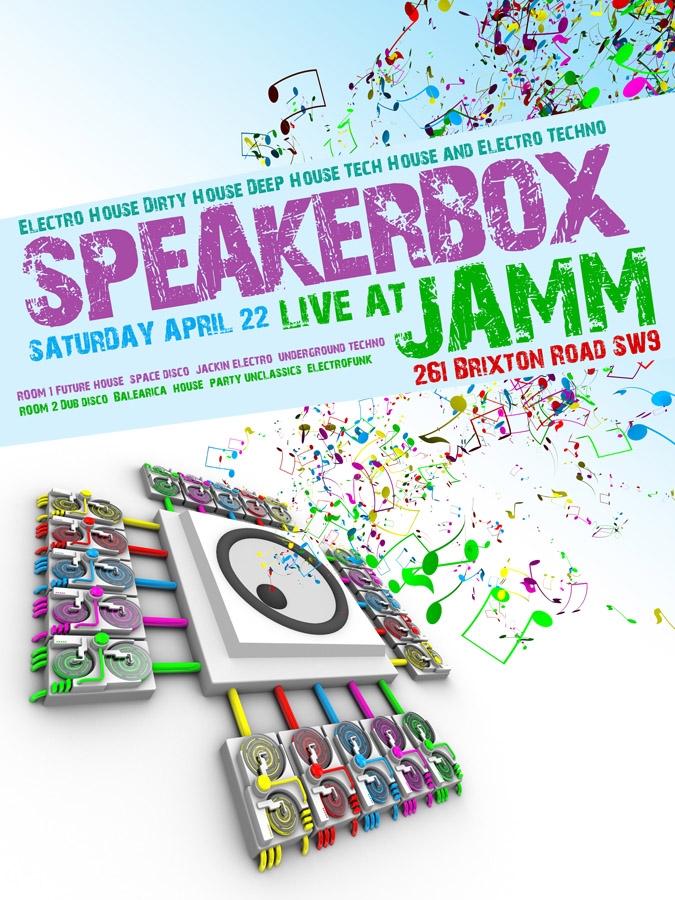 Electro House Dirty House Deep House Tech House and Electro Techno
SPEAKERBOX
SATURDAY APRIL 22 LIVE AT JAMM
261 BRIXTON ROAD SW9
ROOM 1 FUTURE HOUSE SPACE DISCO JACKIN ELECTRO UNDERGROUND TECHNO
ROOM 2 DUB DISCO BALEARICA HOUSE PARTY UNCLASSICS ELECTROFUNK